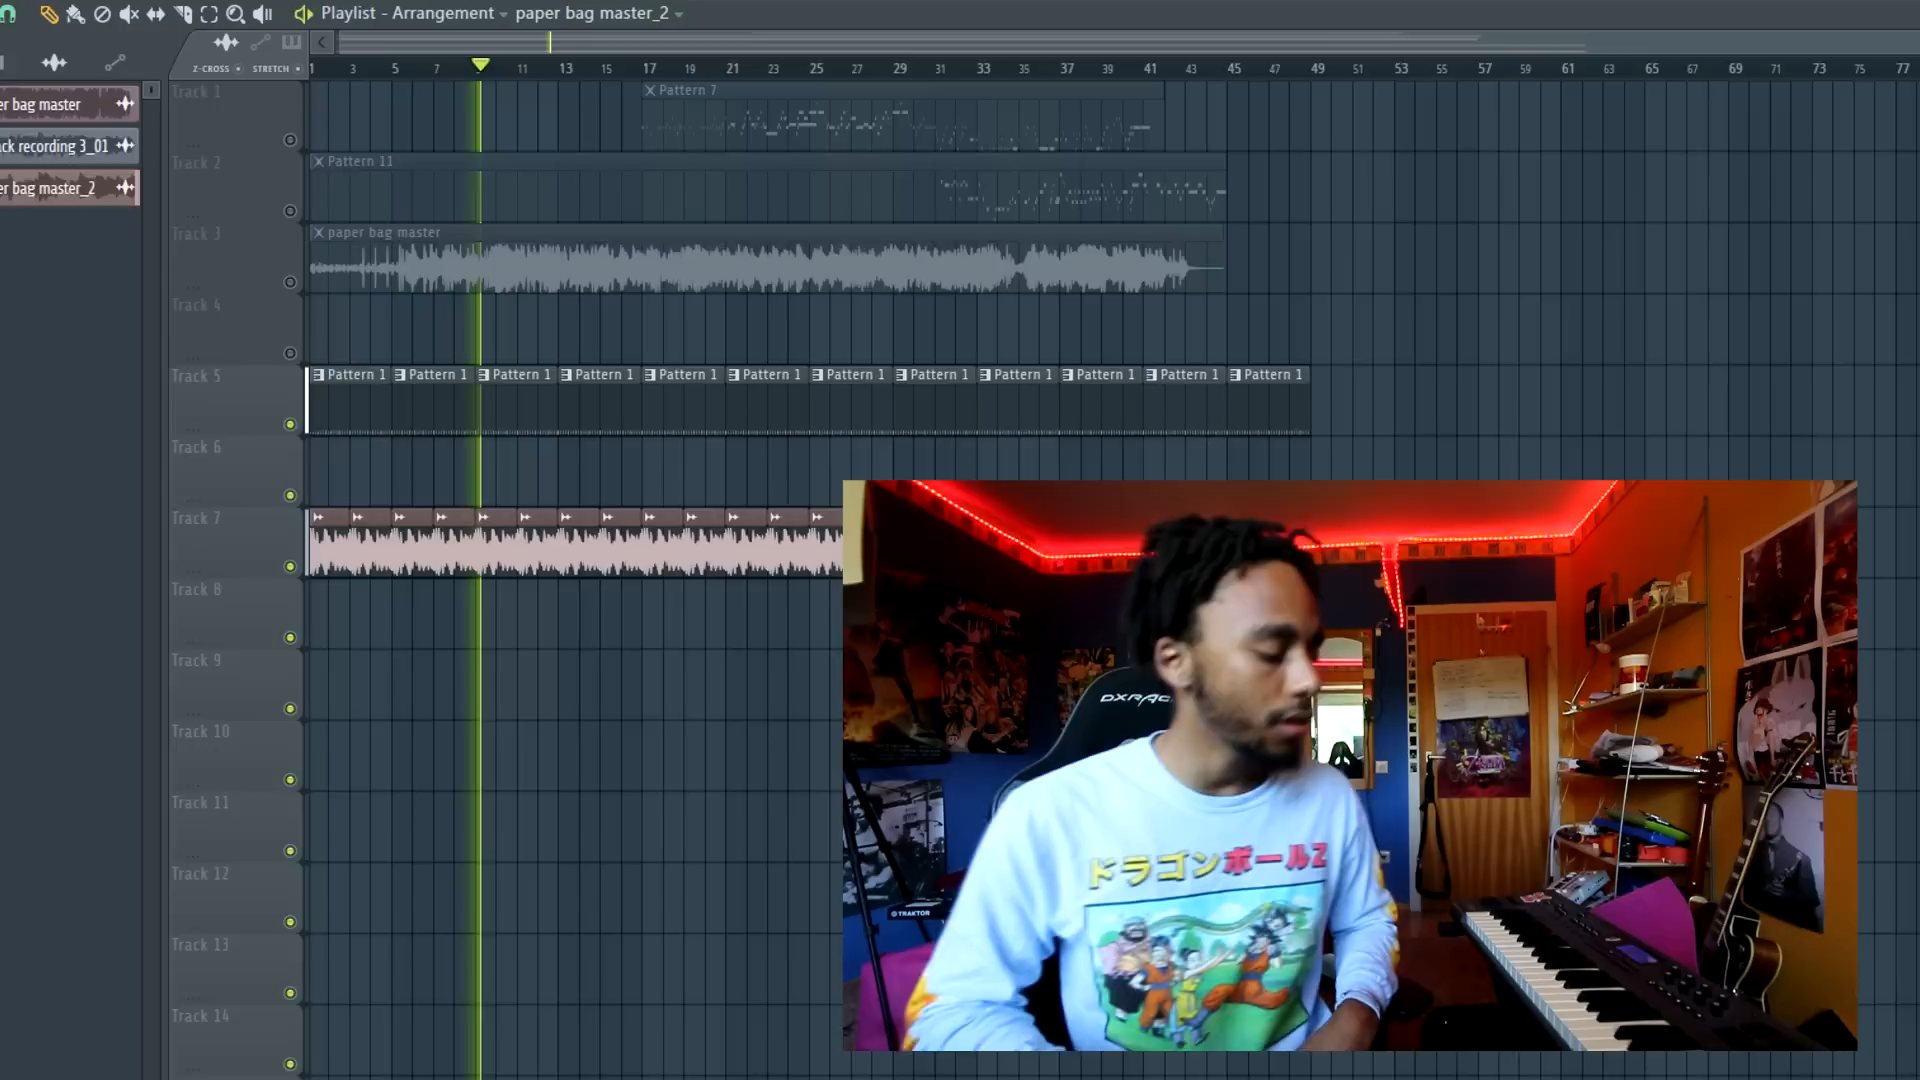 Playlist - Arrangement paper bag master_2
Z-CROSS STRETCH
1 3 5 7 11 13 15 17 19 21 23 25 27 29 31 33 35 37 39 41 43 45 47 49 51 53 55 57 59 61 63 65 67 69 71 73 75 77
er bag master
ck recording 3_01
er bag master_2
Track 1
Pattern 7
Track 2
Pattern 11
Track 3
paper bag master
Track 4
Track 5
Pattern 1 Pattern 1 Pattern 1 Pattern 1 Pattern 1 Pattern 1 Pattern 1 Pattern 1 Pattern 1 Pattern 1 Pattern 1 Pattern 1
Track 6
Track 7
Track 8
Track 9
Track 10
Track 11
Track 12
Track 13
Track 14
DXRAC
ドラゴンボールZ
TRAKTOR